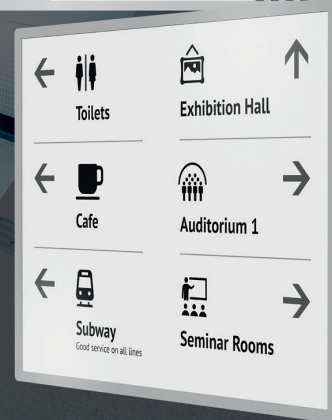 Toilets
Exhibition Hall
Cafe
Auditorium 1
Subway
Good service on all lines
Seminar Rooms